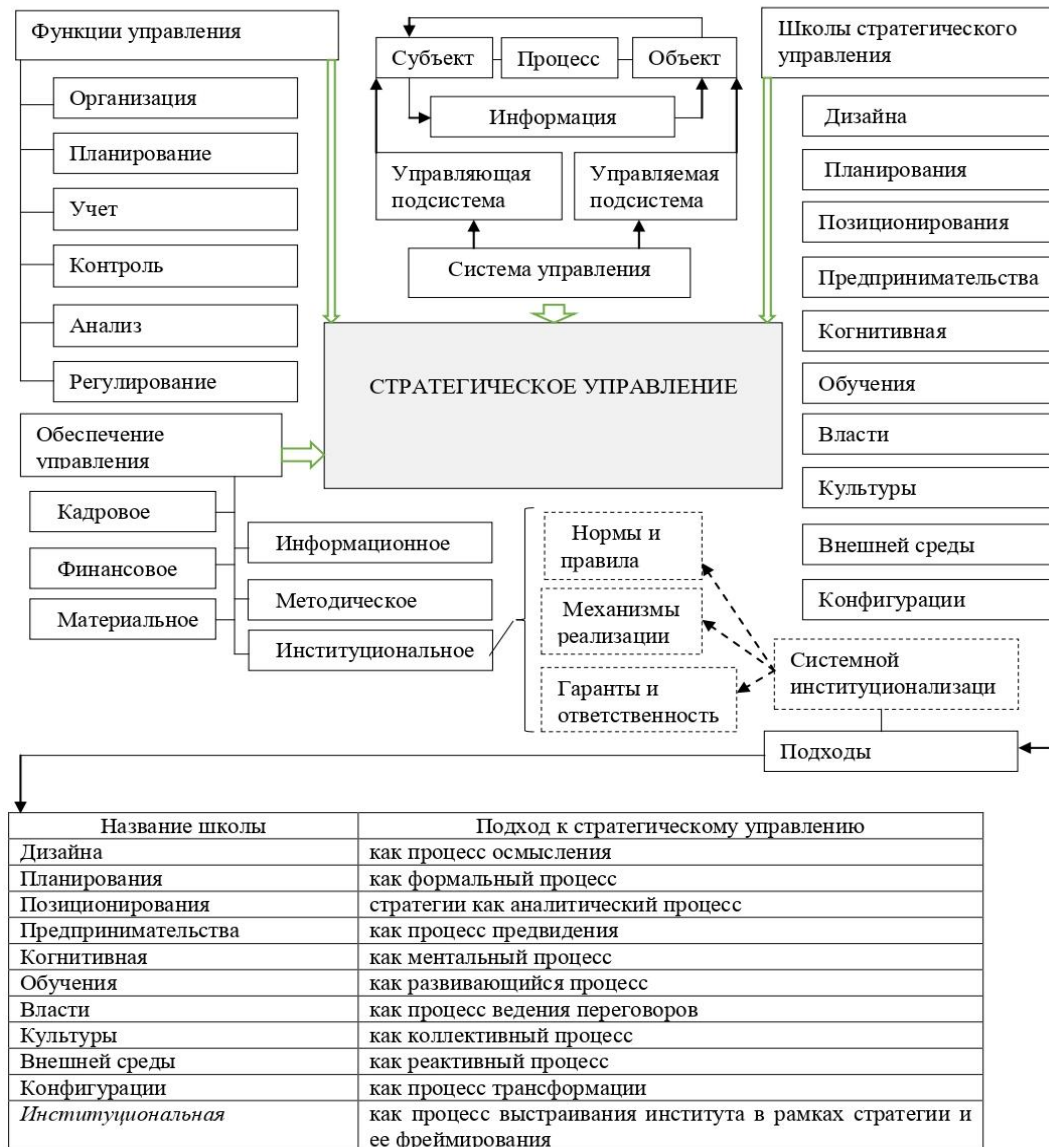 Функции управления
Организация
Планирование
Учет
Контроль
Анализ
Регулирование
Субъект
Процесс
Объект
Информация
Управляющая
подсистема
Управляемая
подсистема
Система управления
Школы стратегического
управления
Дизайна
Планирования
Позиционирования
Предпринимательства
Когнитивная
Обучения
Власти
Культуры
Внешней среды
Конфигурации
СТРАТЕГИЧЕСКОЕ УПРАВЛЕНИЕ
Обеспечение
управления
Кадровое
Финансовое
Материальное
Информационное
Методическое
Институциональное
Нормы и
правила
Механизмы
реализации
Гаранты и
ответственность
Системной
институционализаци
Подходы
Название школы Подход к стратегическому управлению
Дизайна как процесс осмысления
Планирования как формальный процесс
Позиционирования стратегии как аналитический процесс
Предпринимательства как процесс предвидения
Когнитивная как ментальный процесс
Обучения как развивающийся процесс
Власти как процесс ведения переговоров
Культуры как коллективный процесс
Внешней среды как реактивный процесс
Конфигурации как процесс трансформации
Институциональная как процесс выстраивания института в рамках стратегии и
ее фреймирования